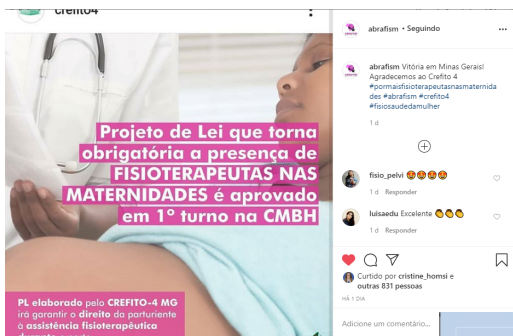 crefito4
Projeto de Lei que torna
obrigatória a presença de
FISIOTERAPEUTAS NAS
MATERNIDADES é aprovado
em 1º turno na CMBH
PL elaborado pelo CREFITO-4 MG
irá garantir o direito da parturiente
à assistência fisioterapêutica
abrafism • Seguindo
abrafism Vitória em Minas Gerais!
Agradecemos ao Crefito 4
#pormaisfisioterapeutasnasmaternida
des #abrafism #crefito4
#fisiosaudedamulher
1 d
fisio_pelvi 😍😍😍😍
1 d Responder
luisaedu Excelente 👏👏👏
1 d Responder
Curtido por cristine_homsi e
outras 831 pessoas
HÁ 1 DIA
Adicione um comentário...